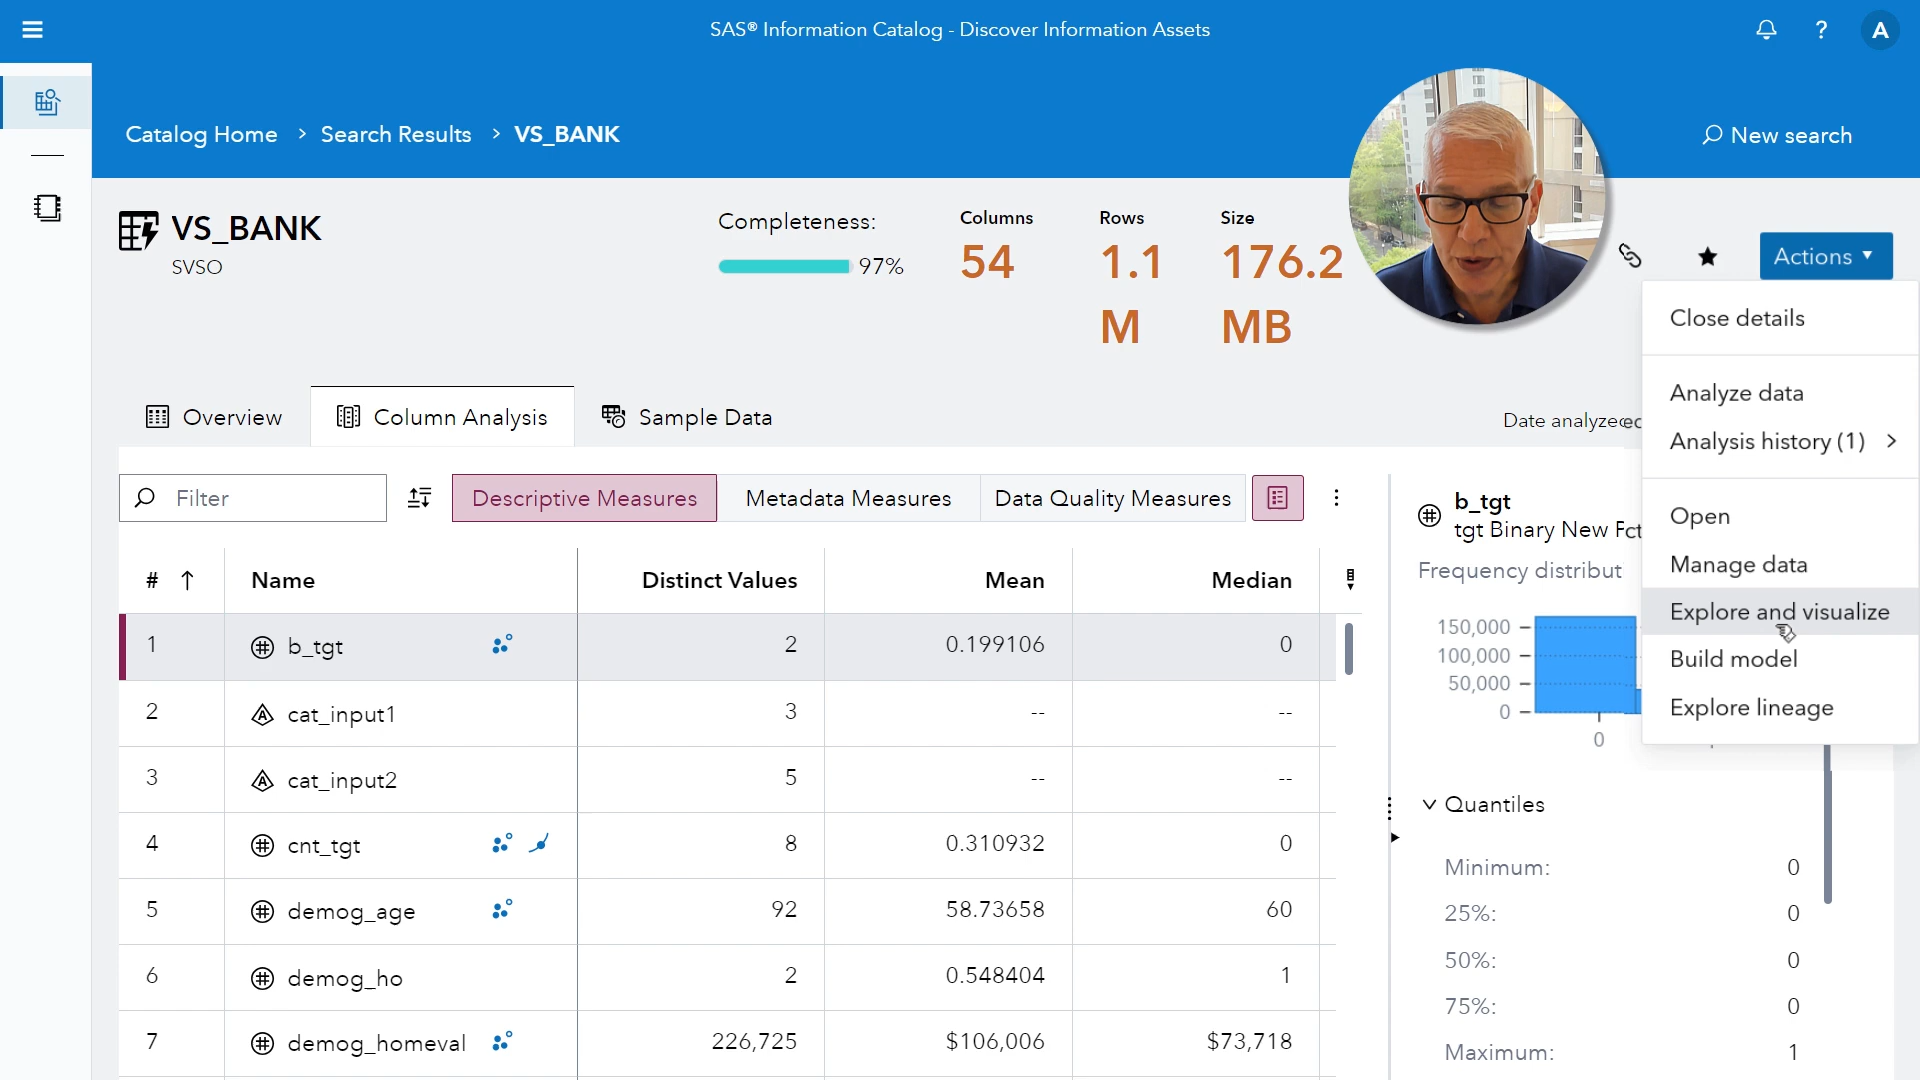 SAS® Information Catalog - Discover Information Assets
?
A
Catalog Home > Search Results > VS_BANK
New search
VS_BANK
SVSO
Completeness:
97%
Columns
54
Rows
1.1
M
Size
176.2
MB
Actions
Close details
Analyze data
Analysis history (1)
Open
Manage data
Explore and visualize
Build model
Explore lineage
Overview
Column Analysis
Sample Data
Date analyzed
Filter
Descriptive Measures
Metadata Measures
Data Quality Measures
# Name Distinct Values Mean Median
1 b_tgt 2 0.199106 0
2 cat_input1 3 -- --
3 cat_input2 5 -- --
4 cnt_tgt 8 0.310932 0
5 demog_age 92 58.73658 60
6 demog_ho 2 0.548404 1
7 demog_homeval 226,725 $106,006 $73,718
b_tgt
tgt Binary New
Frequency distribut
150,000
100,000
50,000
0
0
Quantiles
Minimum: 0
25%: 0
50%: 0
75%: 0
Maximum: 1